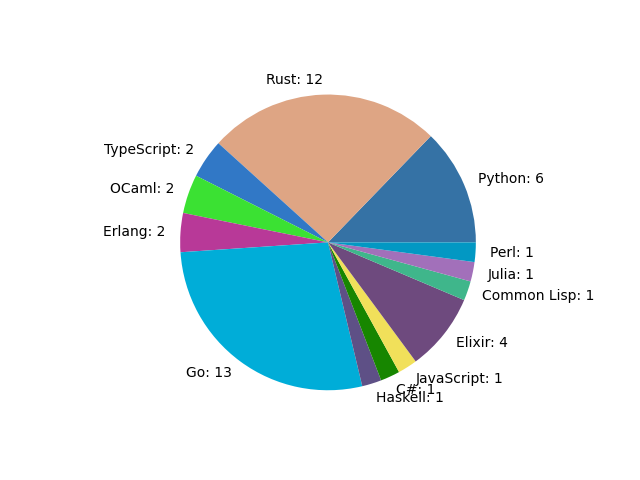 Rust: 12
TypeScript: 2
Python: 6
OCaml: 2
Erlang: 2
Perl: 1
Julia: 1
Common Lisp: 1
Elixir: 4
Go: 13
JavaScript: 1
C#: 1
Haskell: 1